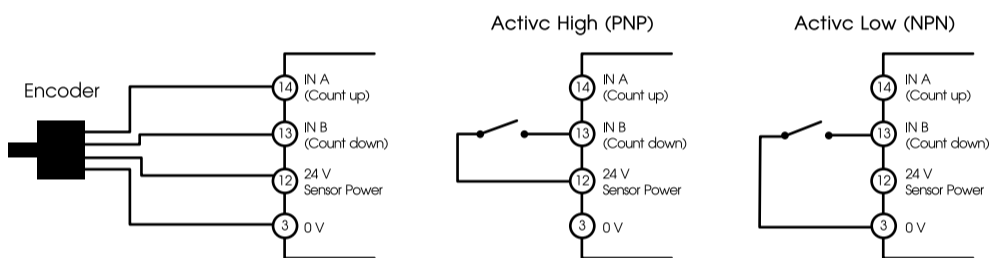 Activc High (PNP)
Activc Low (NPN)
Encoder
14 IN A
(Count up)
13 IN B
(Count down)
12 24 V
Sensor Power
3 0 V
14 IN A
(Count up)
13 IN B
(Count down)
12 24 V
Sensor Power
3 0 V
14 IN A
(Count up)
13 IN B
(Count down)
12 24 V
Sensor Power
3 0 V